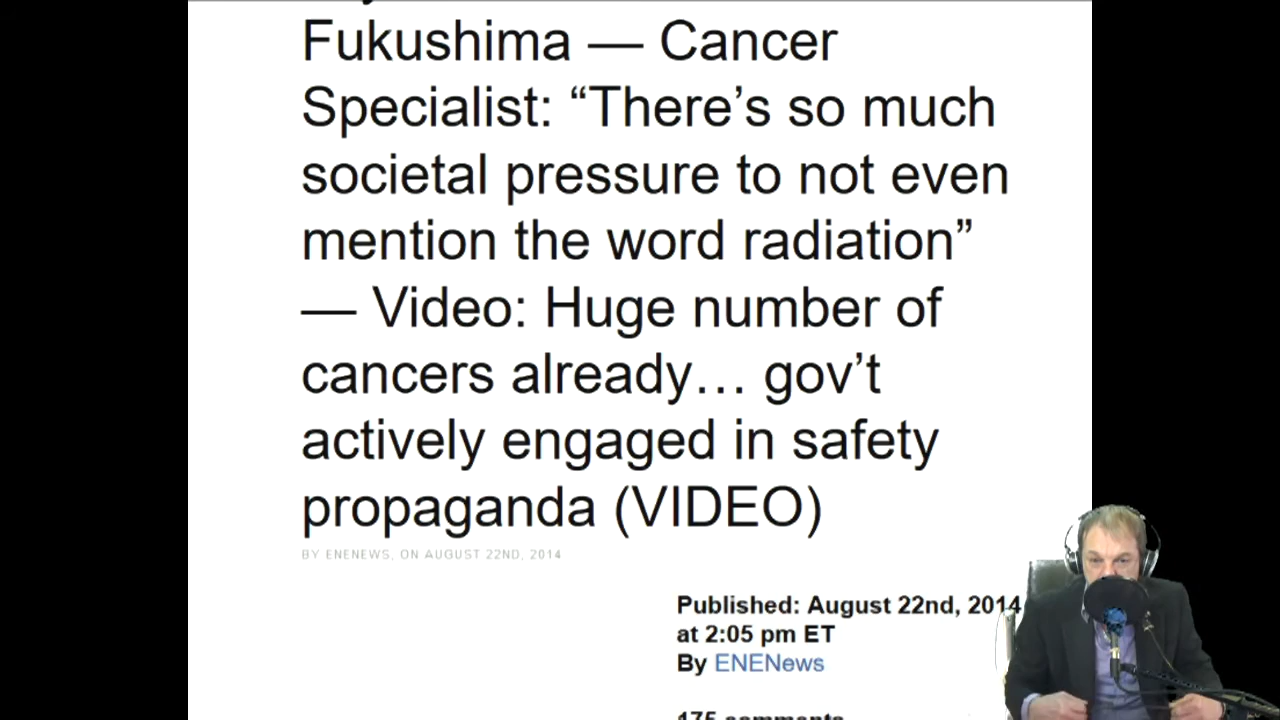 Fukushima — Cancer
Specialist: “There’s so much
societal pressure to not even
mention the word radiation”
— Video: Huge number of
cancers already… gov’t
actively engaged in safety
propaganda (VIDEO)
BY ENENEWS, ON AUGUST 22ND, 2014
Published: August 22nd, 2014
at 2:05 pm ET
By ENENews
175 comments